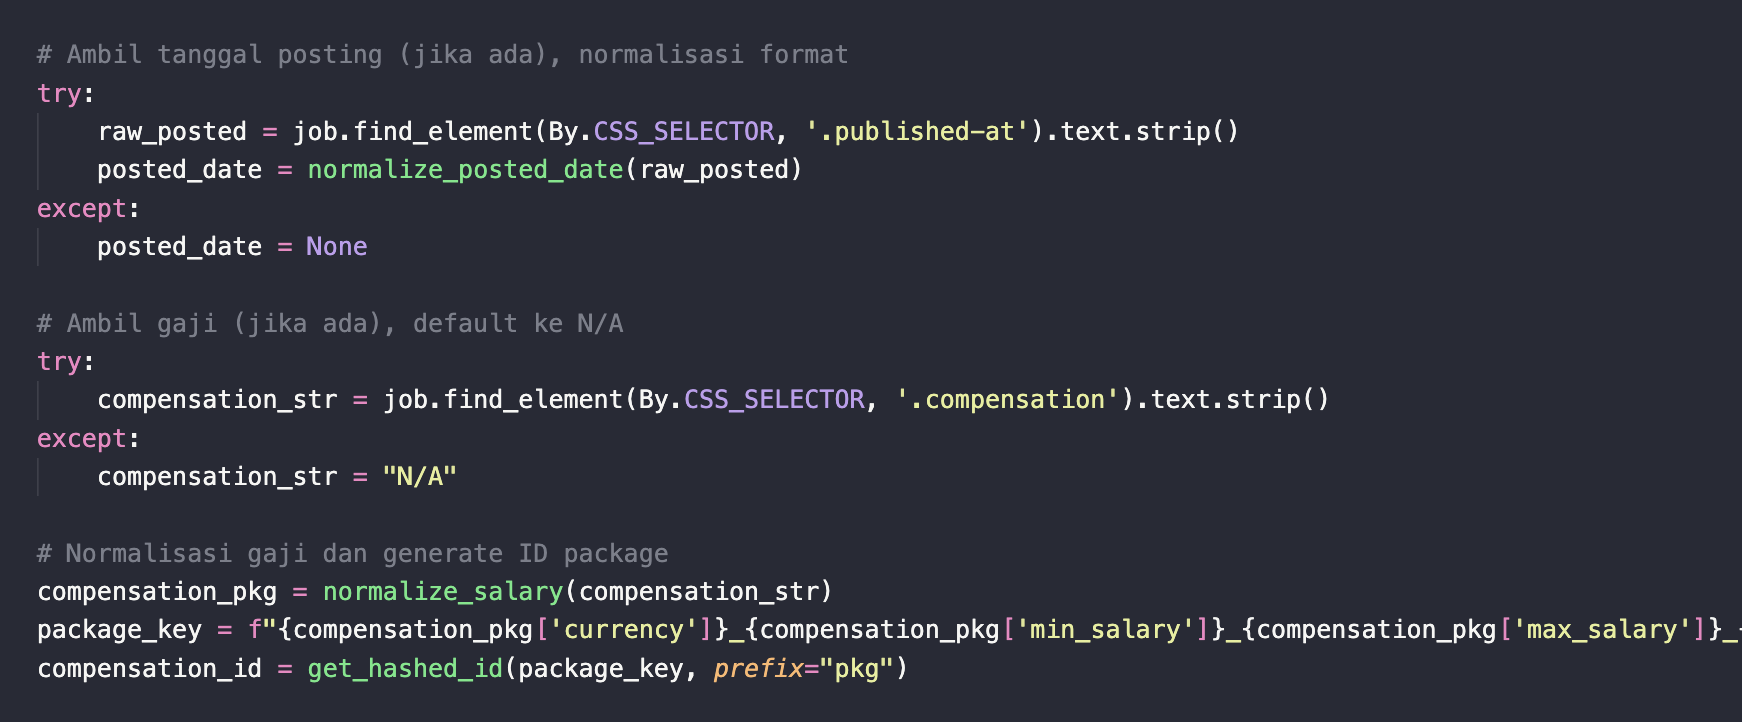 # Ambil tanggal posting (jika ada), normalisasi format
try:
    raw_posted = job.find_element(By.CSS_SELECTOR, '.published-at').text.strip()
    posted_date = normalize_posted_date(raw_posted)
except:
    posted_date = None

# Ambil gaji (jika ada), default ke N/A
try:
    compensation_str = job.find_element(By.CSS_SELECTOR, '.compensation').text.strip()
except:
    compensation_str = "N/A"

# Normalisasi gaji dan generate ID package
compensation_pkg = normalize_salary(compensation_str)
package_key = f"{compensation_pkg['currency']}_{compensation_pkg['min_salary']}_{compensation_pkg['max_salary']}_
compensation_id = get_hashed_id(package_key, prefix="pkg")